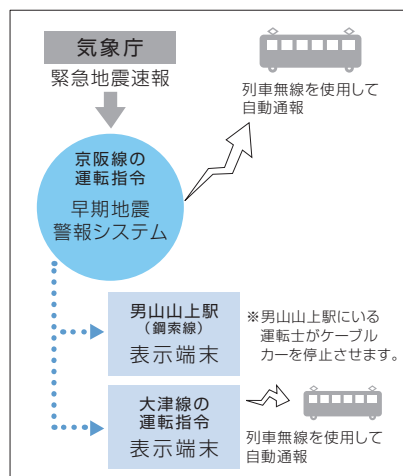 気象庁
緊急地震速報
列車無線を使用して
自動通報
京阪線の
運転指令
早期地震
警報システム
男山山上駅
（鋼索線）
表示端末
※男山山上駅にいる
運転士がケーブル
カーを停止させます。
大津線の
運転指令
表示端末
列車無線を使用して
自動通報